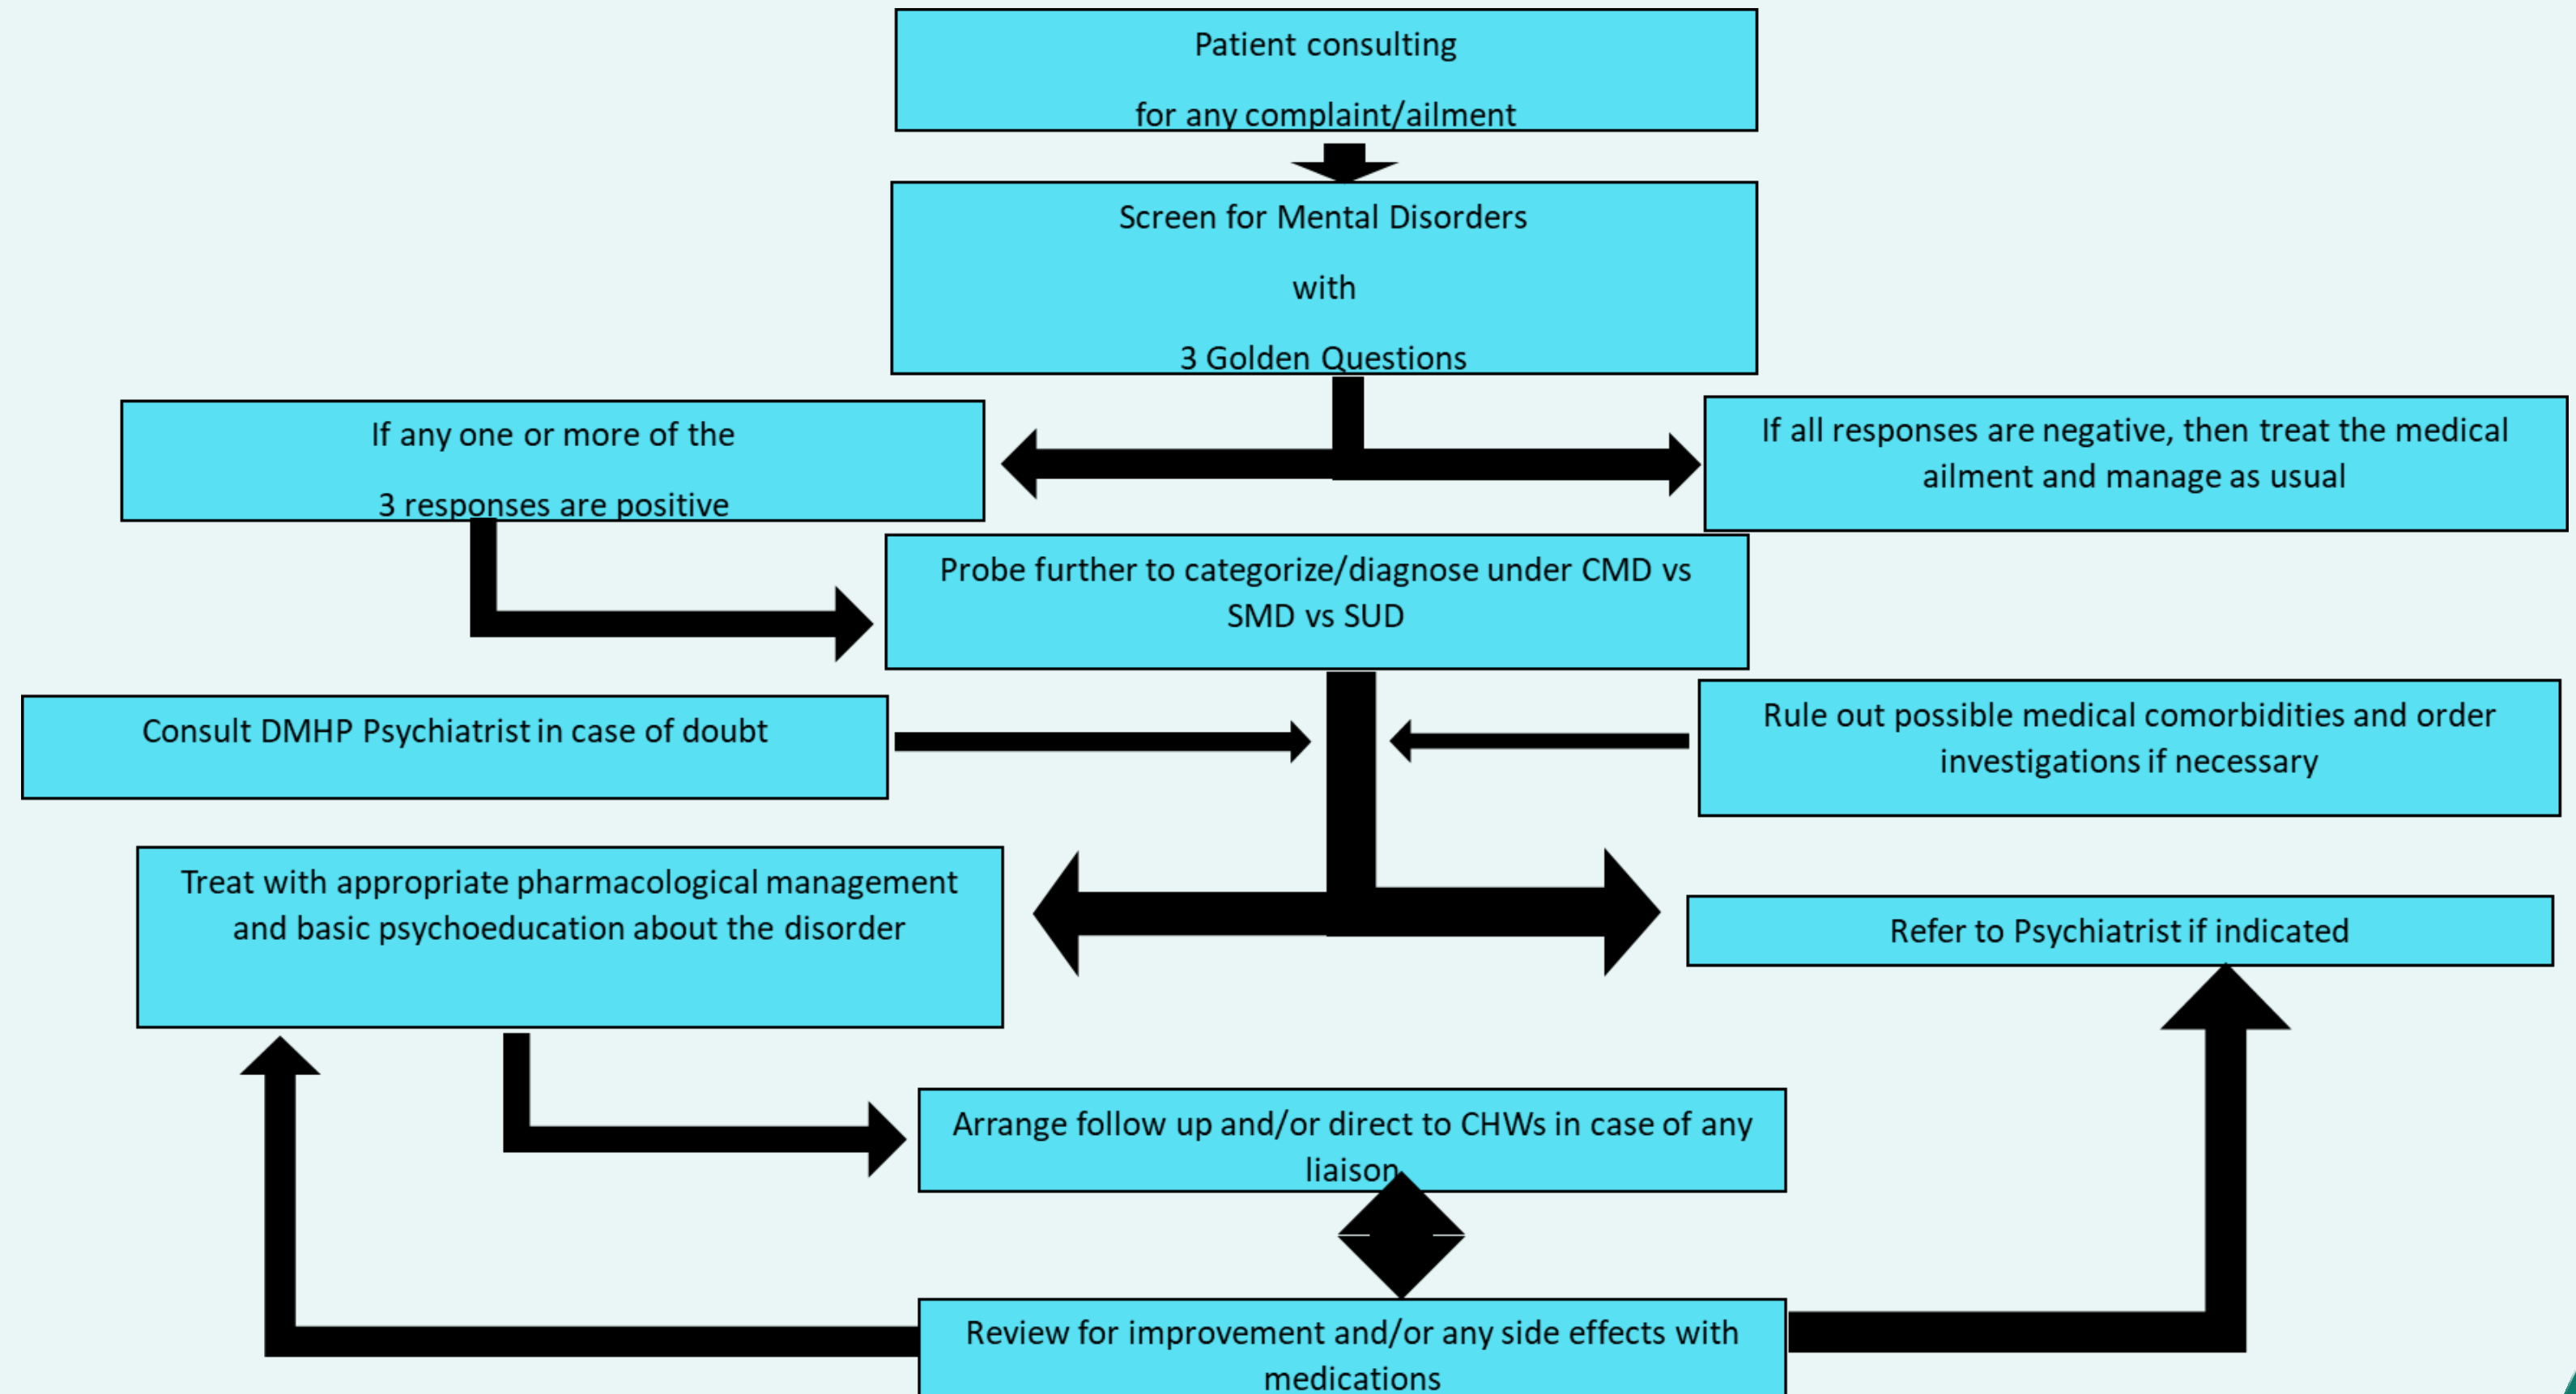 Patient consulting
for any complaint/ailment
Screen for Mental Disorders
with
3 Golden Questions
If any one or more of the
3 responses are positive
If all responses are negative, then treat the medical
ailment and manage as usual
Probe further to categorize/diagnose under CMD vs
SMD vs SUD
Consult DMHP Psychiatrist in case of doubt
Rule out possible medical comorbidities and order
investigations if necessary
Treat with appropriate pharmacological management
and basic psychoeducation about the disorder
Refer to Psychiatrist if indicated
Arrange follow up and/or direct to CHWs in case of any
liaison
Review for improvement and/or any side effects with
medications